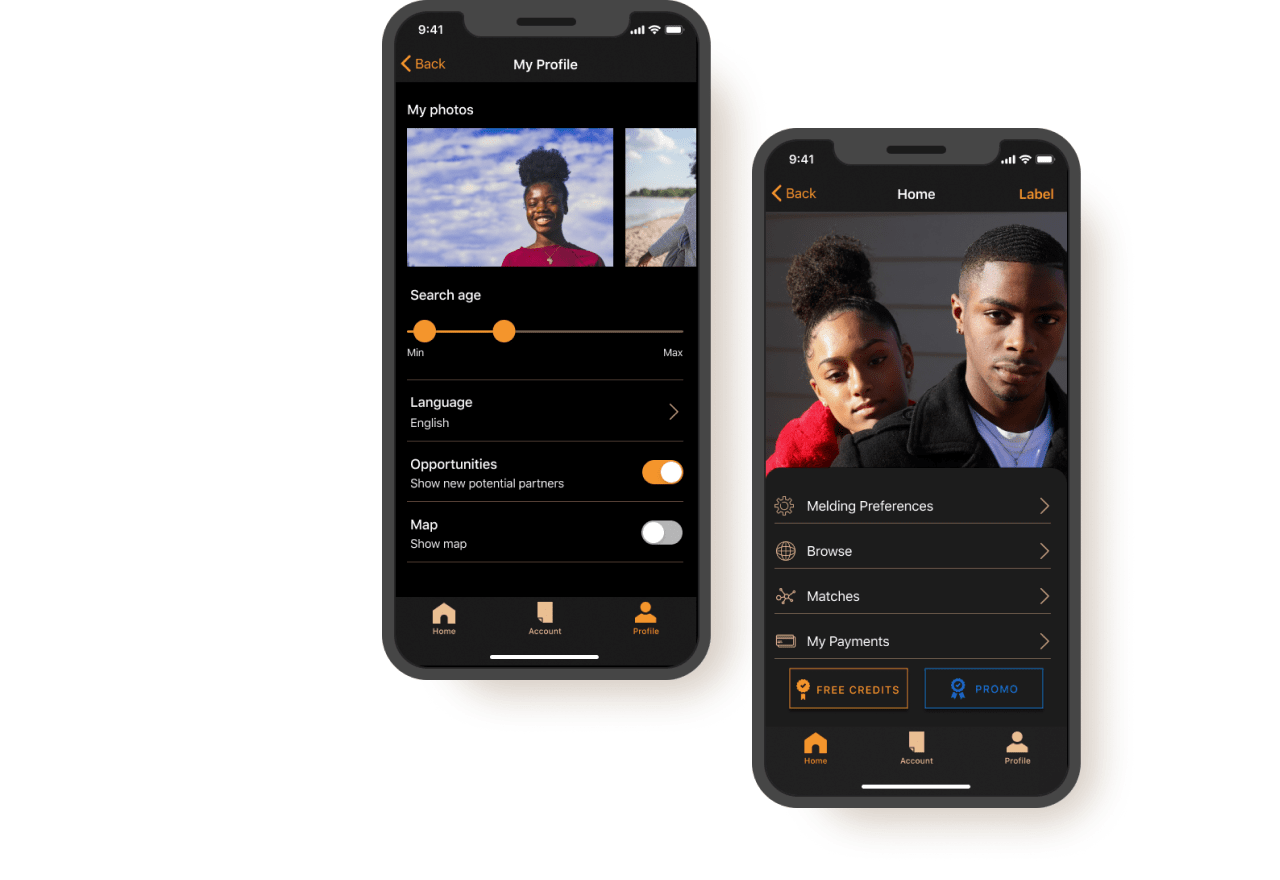 9:41
Back
My Profile
My photos
Search age
Min
Max
Language
English
Opportunities
Show new potential partners
Map
Show map
Home
Account
Profile
9:41
Back
Home
Label
Melding Preferences
Browse
Matches
My Payments
FREE CREDITS
PROMO
Home
Account
Profile